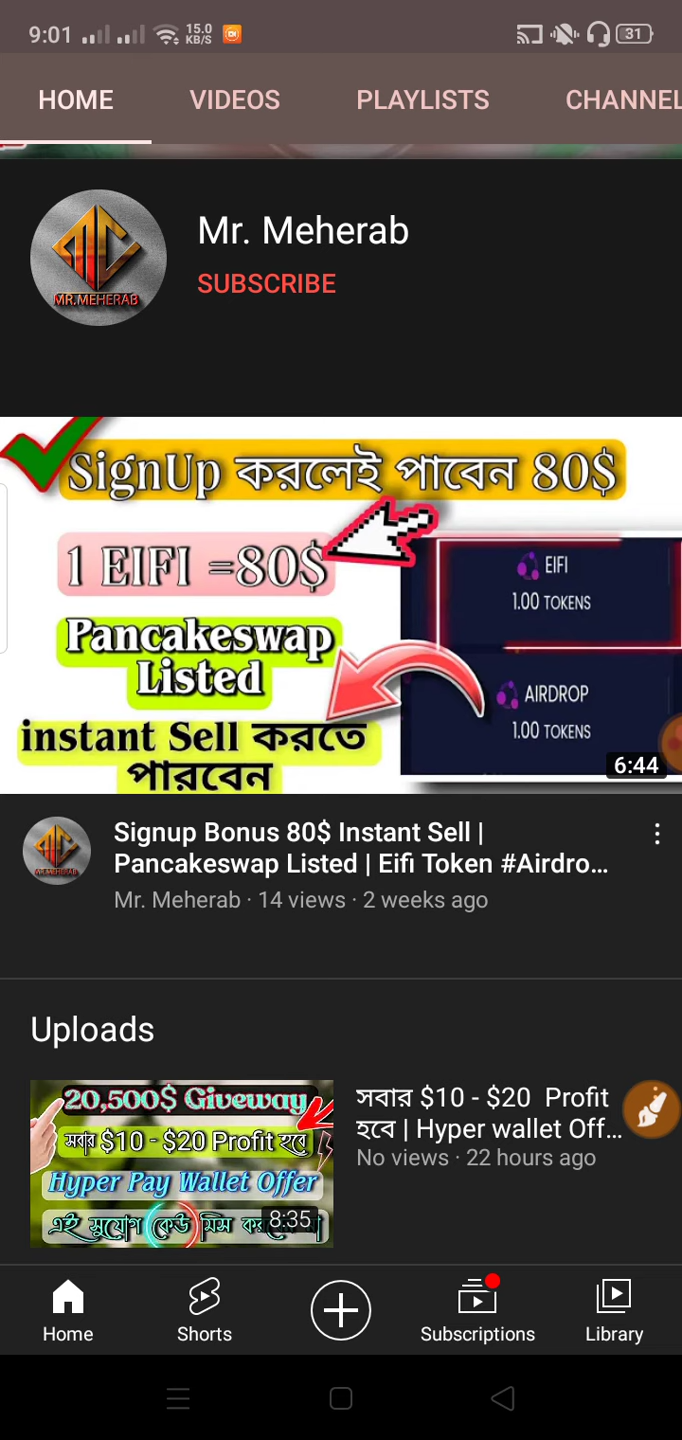 9:01
15.0
KB/S
31
HOME VIDEOS PLAYLISTS CHANNEL
Mr. Meherab
SUBSCRIBE
MR.MEHERAB
SignUp করলেই পাবেন 80$
1 EIFI =80$
Pancakeswap
Listed
instant Sell করতে
পারবেন
EIFI
1.00 TOKENS
AIRDROP
1.00 TOKENS
6:44
Signup Bonus 80$ Instant Sell |
Pancakeswap Listed | Eifi Token #Airdro...
Mr. Meherab · 14 views · 2 weeks ago
Uploads
20,500$ Giveway
সবার $10 - $20 Profit হবে
Hyper Pay Wallet Offer
এই সুযোগ কেউ মিস
8:35
সবার $10 - $20 Profit
হবে | Hyper wallet Off...
No views · 22 hours ago
Home Shorts Subscriptions Library